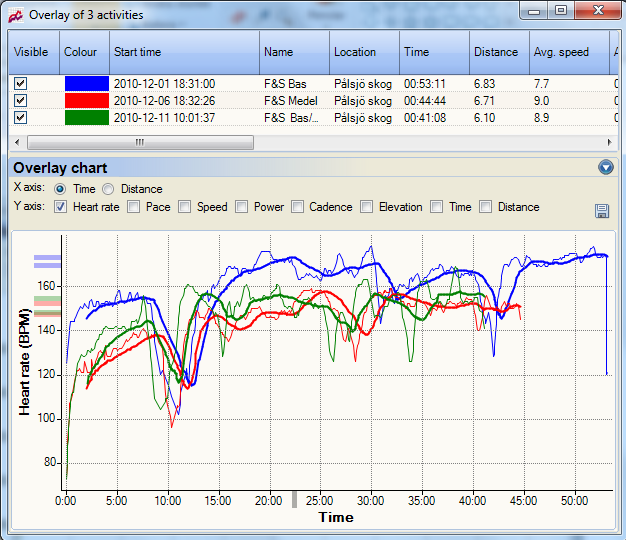 Overlay of 3 activities
Visible Colour Start time Name Location Time Distance Avg. speed
2010-12-01 18:31:00 F&S Bas Pålsjö skog 00:53:11 6.83 7.7
2010-12-06 18:32:26 F&S Medel Pålsjö skog 00:44:44 6.71 9.0
2010-12-11 10:01:37 F&S Bas/... Pålsjö skog 00:41:08 6.10 8.9
Overlay chart
X axis: Time Distance
Y axis: Heart rate Pace Speed Power Cadence Elevation Time Distance
Heart rate (BPM)
160
140
120
100
80
0:00 5:00 10:00 15:00 20:00 25:00 30:00 35:00 40:00 45:00 50:00
Time